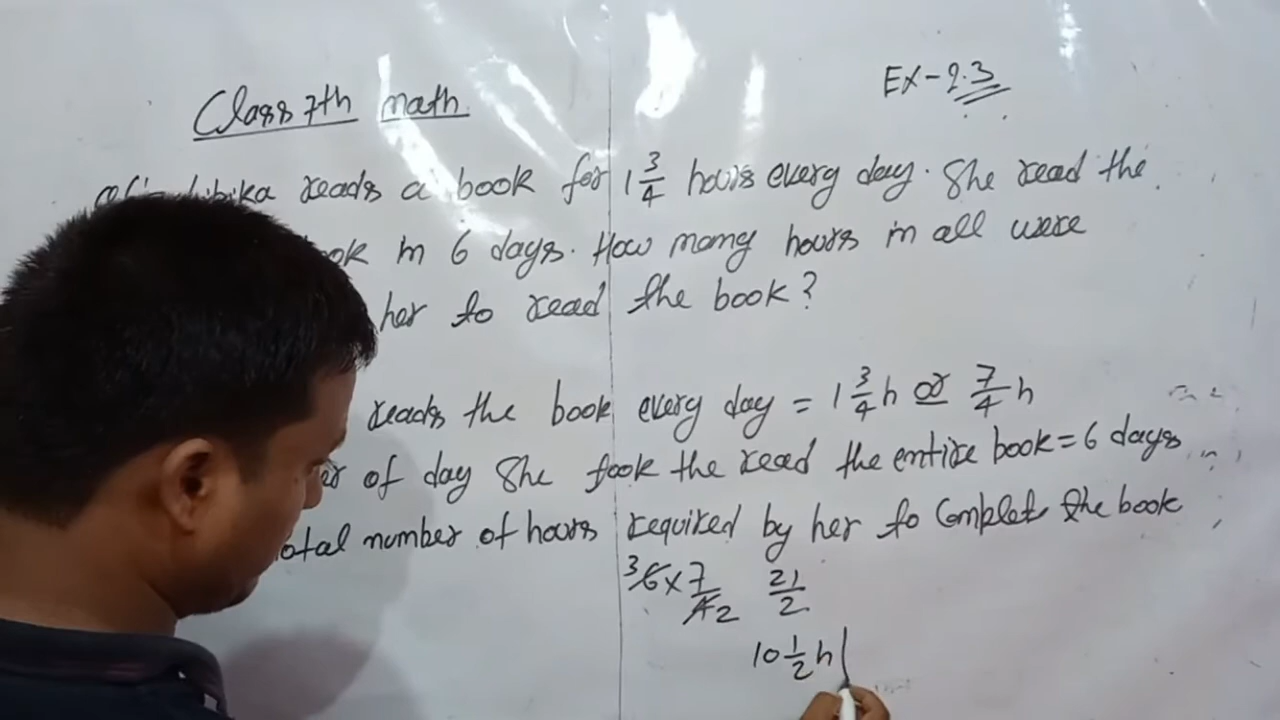 Class 7th math
Ex-2.3
reads a book for 1 3/4 hours every day. She read the
in 6 days. How many hours in all were
her to read the book?
reads the book every day = 1 3/4 h or 7/4 h
of day She took the read the entire book = 6 days
total number of hours required by her to Complet the book
3 6 x 7/4 2 21/2
10 1/2 h